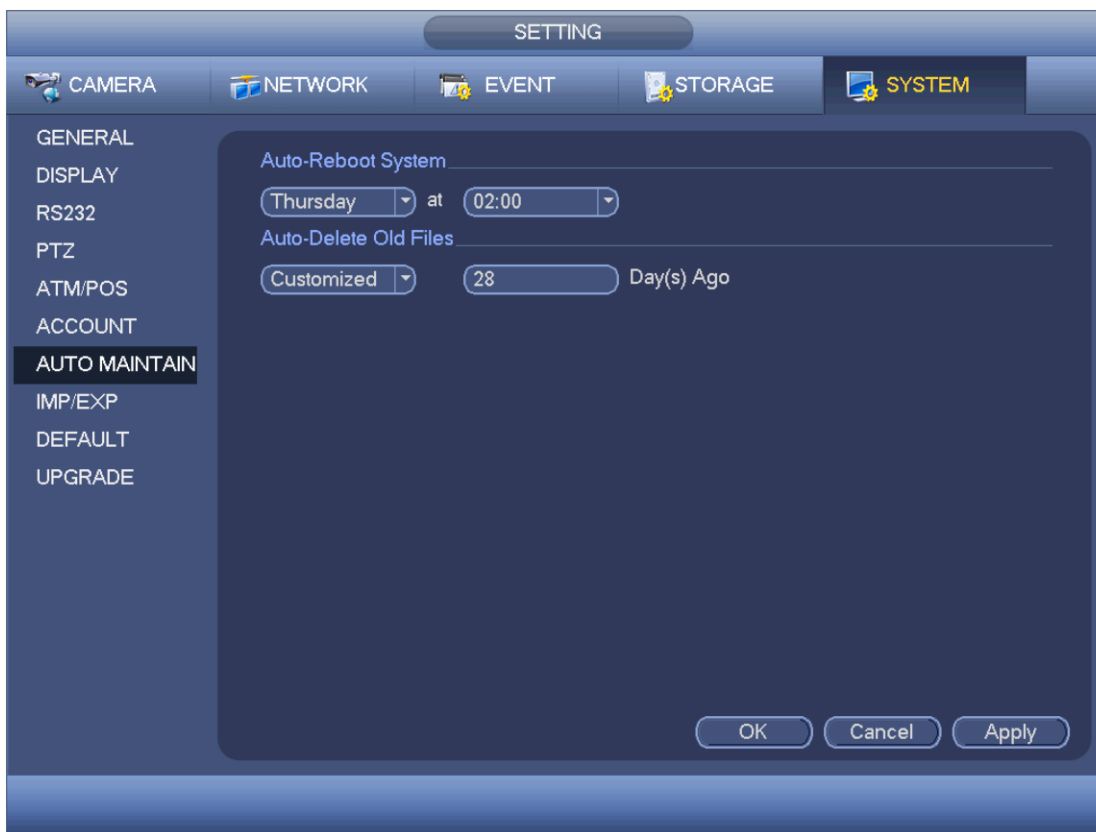 SETTING
CAMERA NETWORK EVENT STORAGE SYSTEM
GENERAL
DISPLAY
RS232
PTZ
ATM/POS
ACCOUNT
AUTO MAINTAIN
IMP/EXP
DEFAULT
UPGRADE
Auto-Reboot System
Thursday at 02:00
Auto-Delete Old Files
Customized 28 Day(s) Ago
OK Cancel Apply